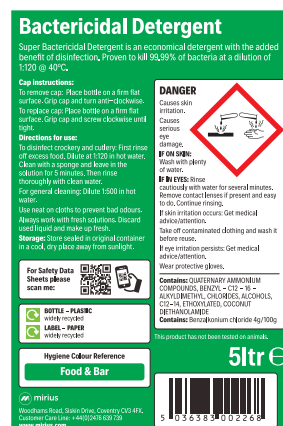 Bactericidal Detergent
Super Bactericidal Detergent is an economical detergent with the added
benefit of disinfection. Proven to kill 99.99% of bacteria at a dilution of
1:120 @ 40°C.
Cap instructions:
To remove cap: Place bottle on a firm flat
surface. Grip cap and turn anti-clockwise.
To replace cap: Place bottle on a firm flat
surface. Grip cap and screw clockwise until
tight.
Directions for use:
To disinfect crockery and cutlery: First rinse
off excess food. Dilute at 1:120 in hot water.
Clean with a sponge and leave in the
solution for 5 minutes. Then rinse
thoroughly with clean water.
For general cleaning: Dilute 1:500 in hot
water.
Use neat on cloths to prevent bad odours.
Always work with fresh solutions. Discard
used liquid and make up fresh.
Storage: Store sealed in original container
in a cool, dry place away from sunlight.
For Safety Data
Sheets please
scan me:
BOTTLE – PLASTIC
widely recycled
LABEL – PAPER
widely recycled
Hygiene Colour Reference
Food & Bar
mirius
Woodhams Road, Siskin Drive, Coventry CV3 4FX.
Customer Care Line: +44(0)2476 639 739
www.mirius.com
DANGER
Causes skin
irritation.
Causes
serious
eye
damage.
IF ON SKIN:
Wash with plenty
of water.
IF IN EYES: Rinse
cautiously with water for several minutes.
Remove contact lenses if present and easy
to do. Continue rinsing.
If skin irritation occurs: Get medical
advice/attention.
Take off contaminated clothing and wash it
before reuse.
If eye irritation persists: Get medical
advice/attention.
Wear protective gloves.
Contains: QUATERNARY AMMONIUM
COMPOUNDS, BENZYL – C12 – 16 –
ALKYLDIMETHYL, CHLORIDES, ALCOHOLS,
C12–14, ETHOXYLATED, COCONUT
DIETHANOLAMIDE
Contains: Benzalkonium chloride 4g/100g
This product has not been tested on animals.
5ltr e
5 036383 002268